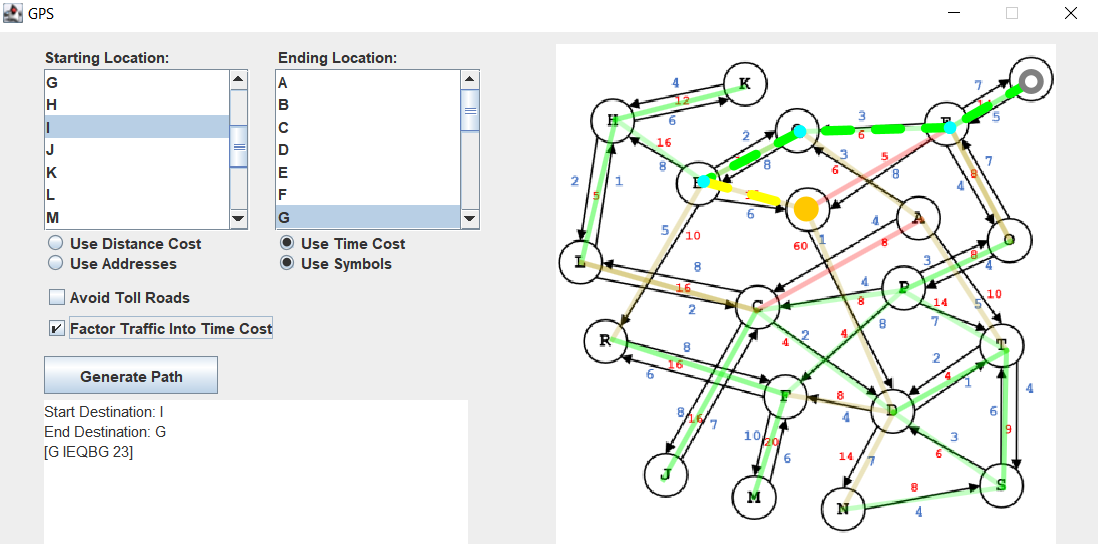 GPS
Starting Location:
Ending Location:
G
H
I
J
K
L
M
A
B
C
D
E
F
G
Use Distance Cost
Use Time Cost
Use Addresses
Use Symbols
Avoid Toll Roads
Factor Traffic Into Time Cost
Generate Path
Start Destination: I
End Destination: G
[G IEQBG 23]
4
K
12
6
H
7
5
3
6
2
8
16
8
2
5
1
3
6
5
8
8
7
4
6
1
60
A
4
8
5
10
L
8
16
2
C
P
3
8
4
4
8
14
7
5
10
T
R
8
16
6
2
4
4
8
2
4
1
4
F
8
4
D
6
9
3
6
8
16
7
J
10
20
6
M
14
7
N
8
4
S